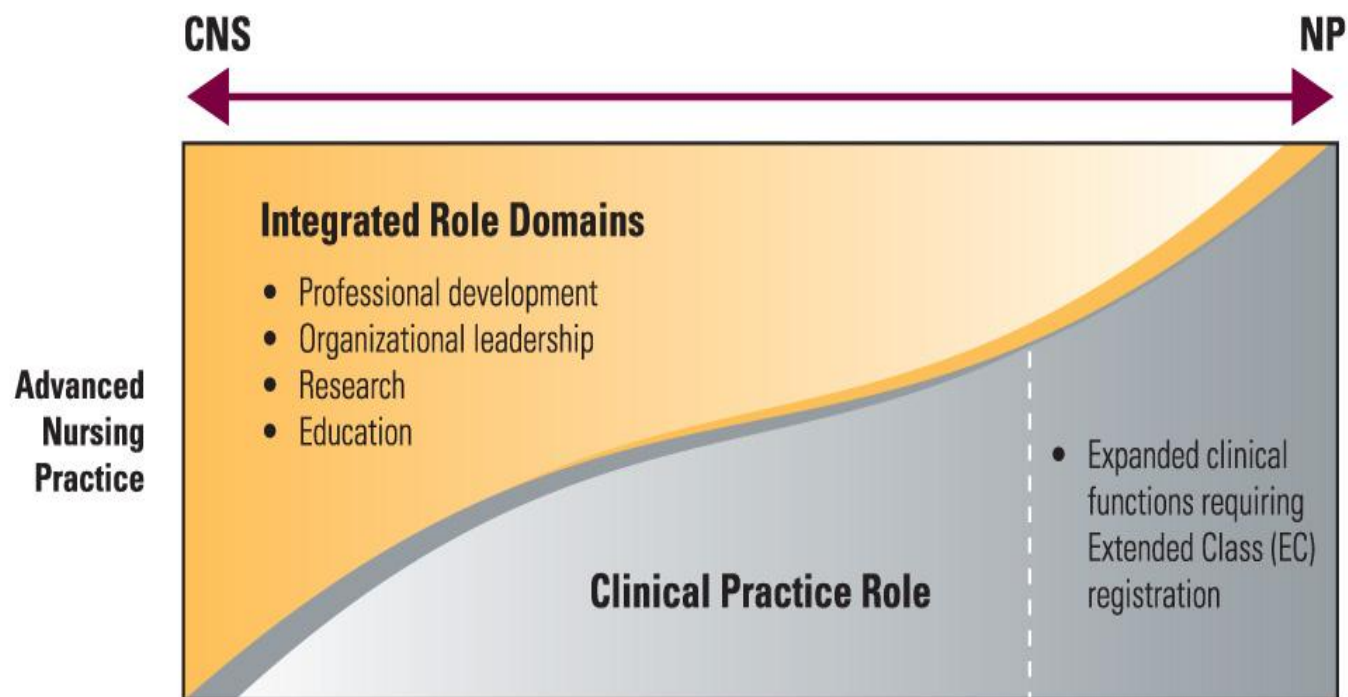 CNS
NP
Integrated Role Domains
• Professional development
• Organizational leadership
• Research
• Education
Advanced
Nursing
Practice
• Expanded clinical
functions requiring
Extended Class (EC)
registration
Clinical Practice Role